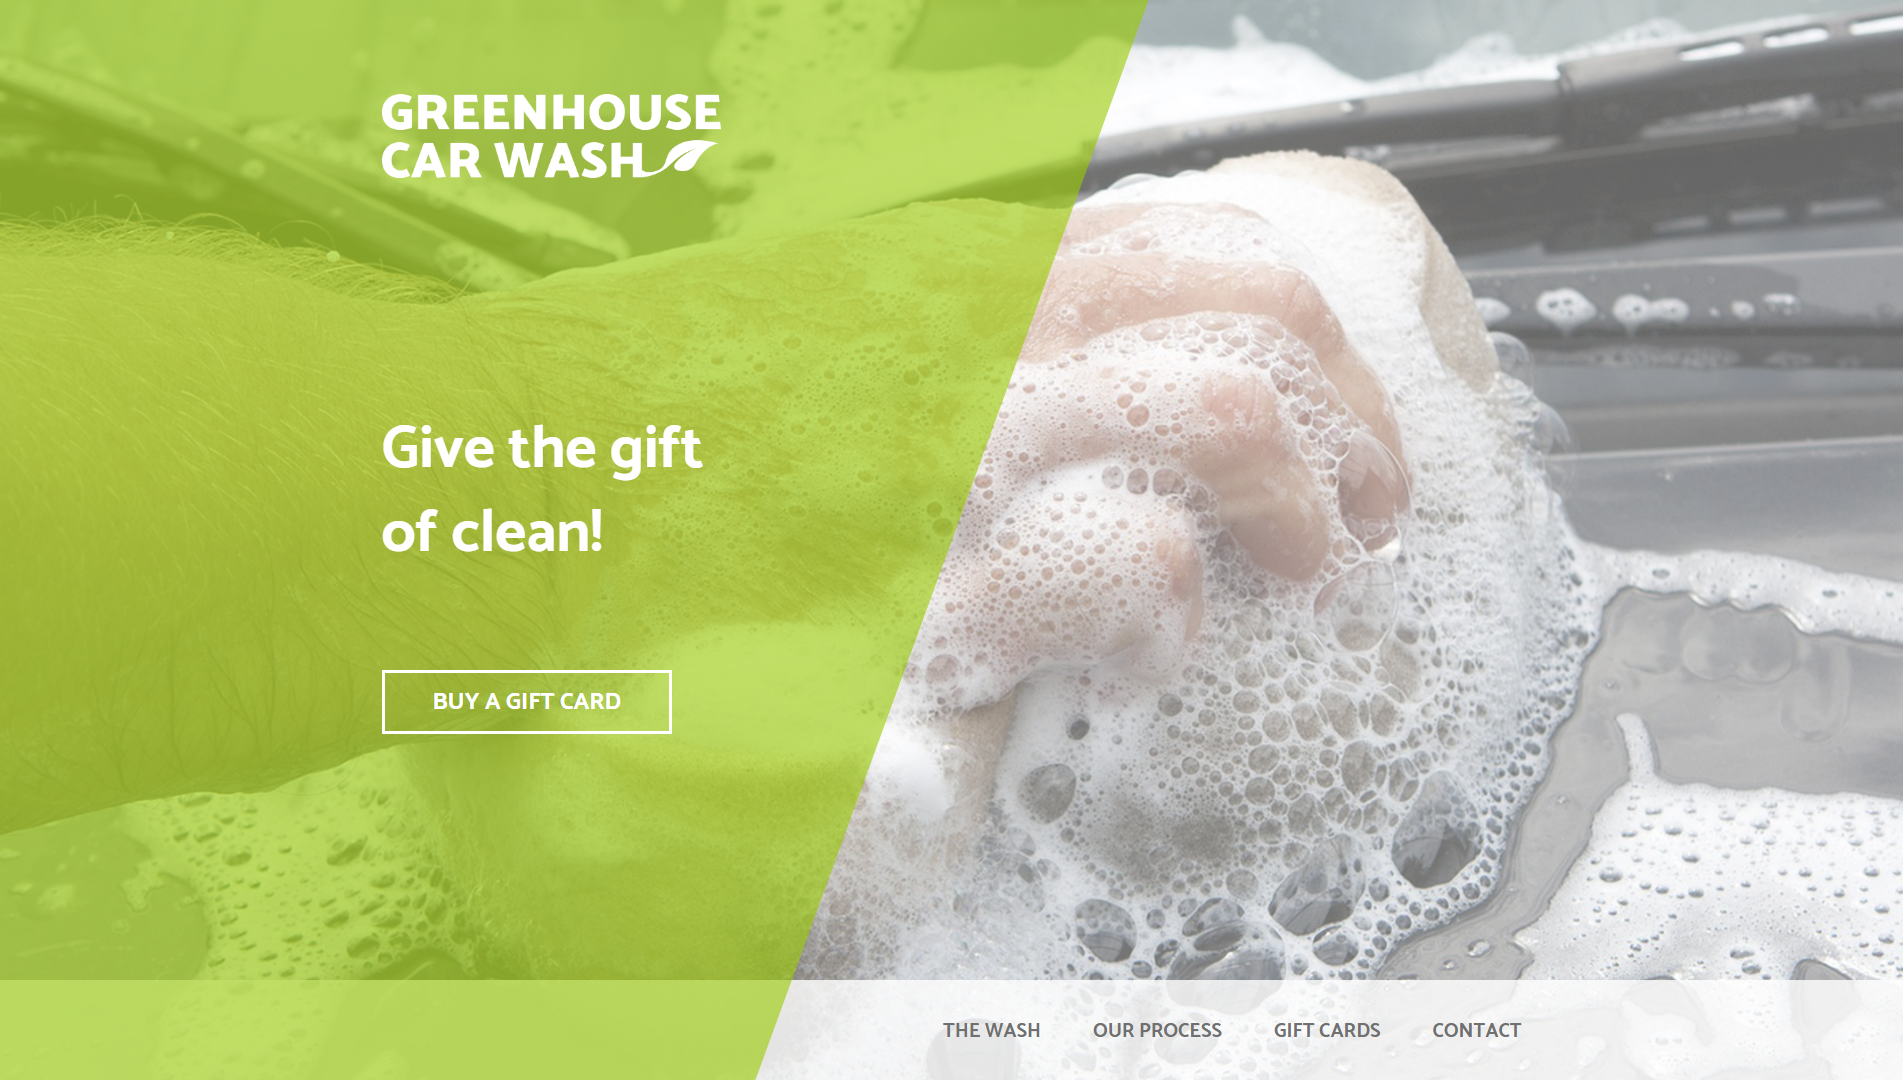 GREENHOUSE
CAR WASH
Give the gift
of clean!
BUY A GIFT CARD
THE WASH OUR PROCESS GIFT CARDS CONTACT